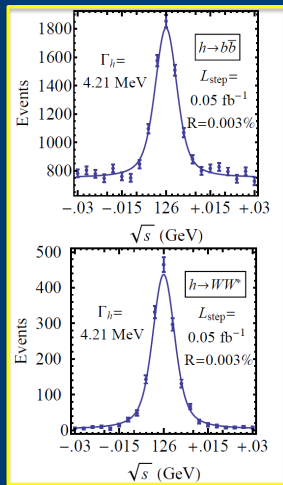 1800
1600
1400
1200
1000
800
Events
Γh=
4.21 MeV
h→bb̅
Lstep=
0.05 fb⁻¹
R=0.003%
−.03 −.015 126 +.015 +.03
√s (GeV)
500
400
300
200
100
0
Events
Γh=
4.21 MeV
h→WW*
Lstep=
0.05 fb⁻¹
R=0.003%
−.03 −.015 126 +.015 +.03
√s (GeV)